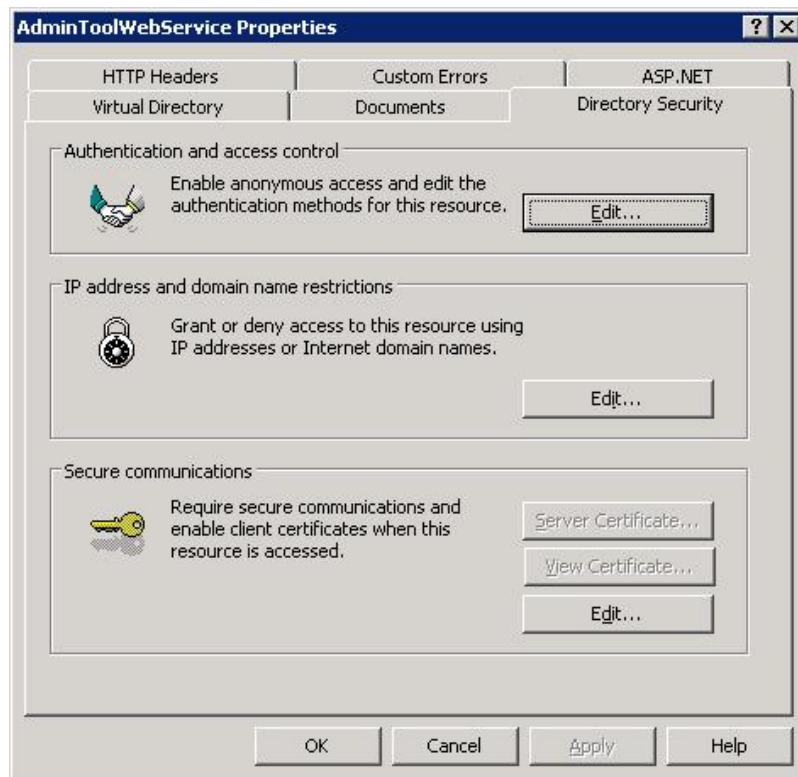 AdminToolWebService Properties
HTTP Headers
Custom Errors
ASP.NET
Virtual Directory
Documents
Directory Security
Authentication and access control
Enable anonymous access and edit the
authentication methods for this resource.
Edit...
IP address and domain name restrictions
Grant or deny access to this resource using
IP addresses or Internet domain names.
Edit...
Secure communications
Require secure communications and
enable client certificates when this
resource is accessed.
Server Certificate...
View Certificate...
Edit...
OK
Cancel
Apply
Help